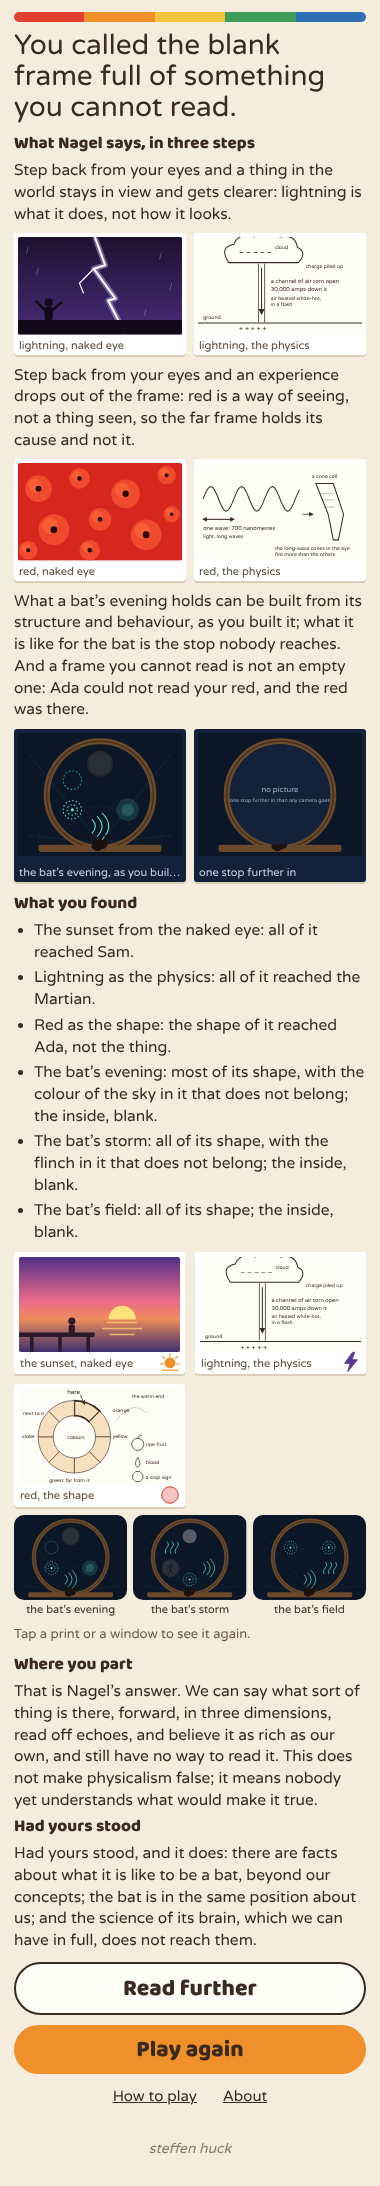 You called the blank
frame full of something
you cannot read.
What Nagel says, in three steps
Step back from your eyes and a thing in the
world stays in view and gets clearer: lightning is
what it does, not how it looks.
cloud
charge piled up
a channel of air torn open
30,000 amps down it
air heated white-hot,
in a flash
ground
+ + + + +
lightning, naked eye
lightning, the physics
Step back from your eyes and an experience
drops out of the frame: red is a way of seeing,
not a thing seen, so the far frame holds its
cause and not it.
a cone cell
one wave: 700 nanometres
light, long waves
the long-wave cones in the eye
fire more than the others
red, naked eye
red, the physics
What a bat's evening holds can be built from its
structure and behaviour, as you built it; what it
is like for the bat is the stop nobody reaches.
And a frame you cannot read is not an empty
one: Ada could not read your red, and the red
was there.
no picture
one stop further in than any camera goes
the bat's evening, as you buil…
one stop further in
What you found
• The sunset from the naked eye: all of it
reached Sam.
• Lightning as the physics: all of it reached the
Martian.
• Red as the shape: the shape of it reached
Ada, not the thing.
• The bat's evening: most of its shape, with the
colour of the sky in it that does not belong;
the inside, blank.
• The bat's storm: all of its shape, with the
flinch in it that does not belong; the inside,
blank.
• The bat's field: all of its shape; the inside,
blank.
cloud
charge piled up
a channel of air torn open
30,000 amps down it
air heated white-hot,
in a flash
ground
+ + + + +
the sunset, naked eye
lightning, the physics
here
the warm end
next to it
orange
violet
colours
yellow
ripe fruit
blood
green: far from it
a stop sign
red, the shape
the bat's evening
the bat's storm
the bat's field
Tap a print or a window to see it again.
Where you part
That is Nagel's answer. We can say what sort of
thing is there, forward, in three dimensions,
read off echoes, and believe it as rich as our
own, and still have no way to read it. This does
not make physicalism false; it means nobody
yet understands what would make it true.
Had yours stood
Had yours stood, and it does: there are facts
about what it is like to be a bat, beyond our
concepts; the bat is in the same position about
us; and the science of its brain, which we can
have in full, does not reach them.
Read further
Play again
How to play
About
steffen huck